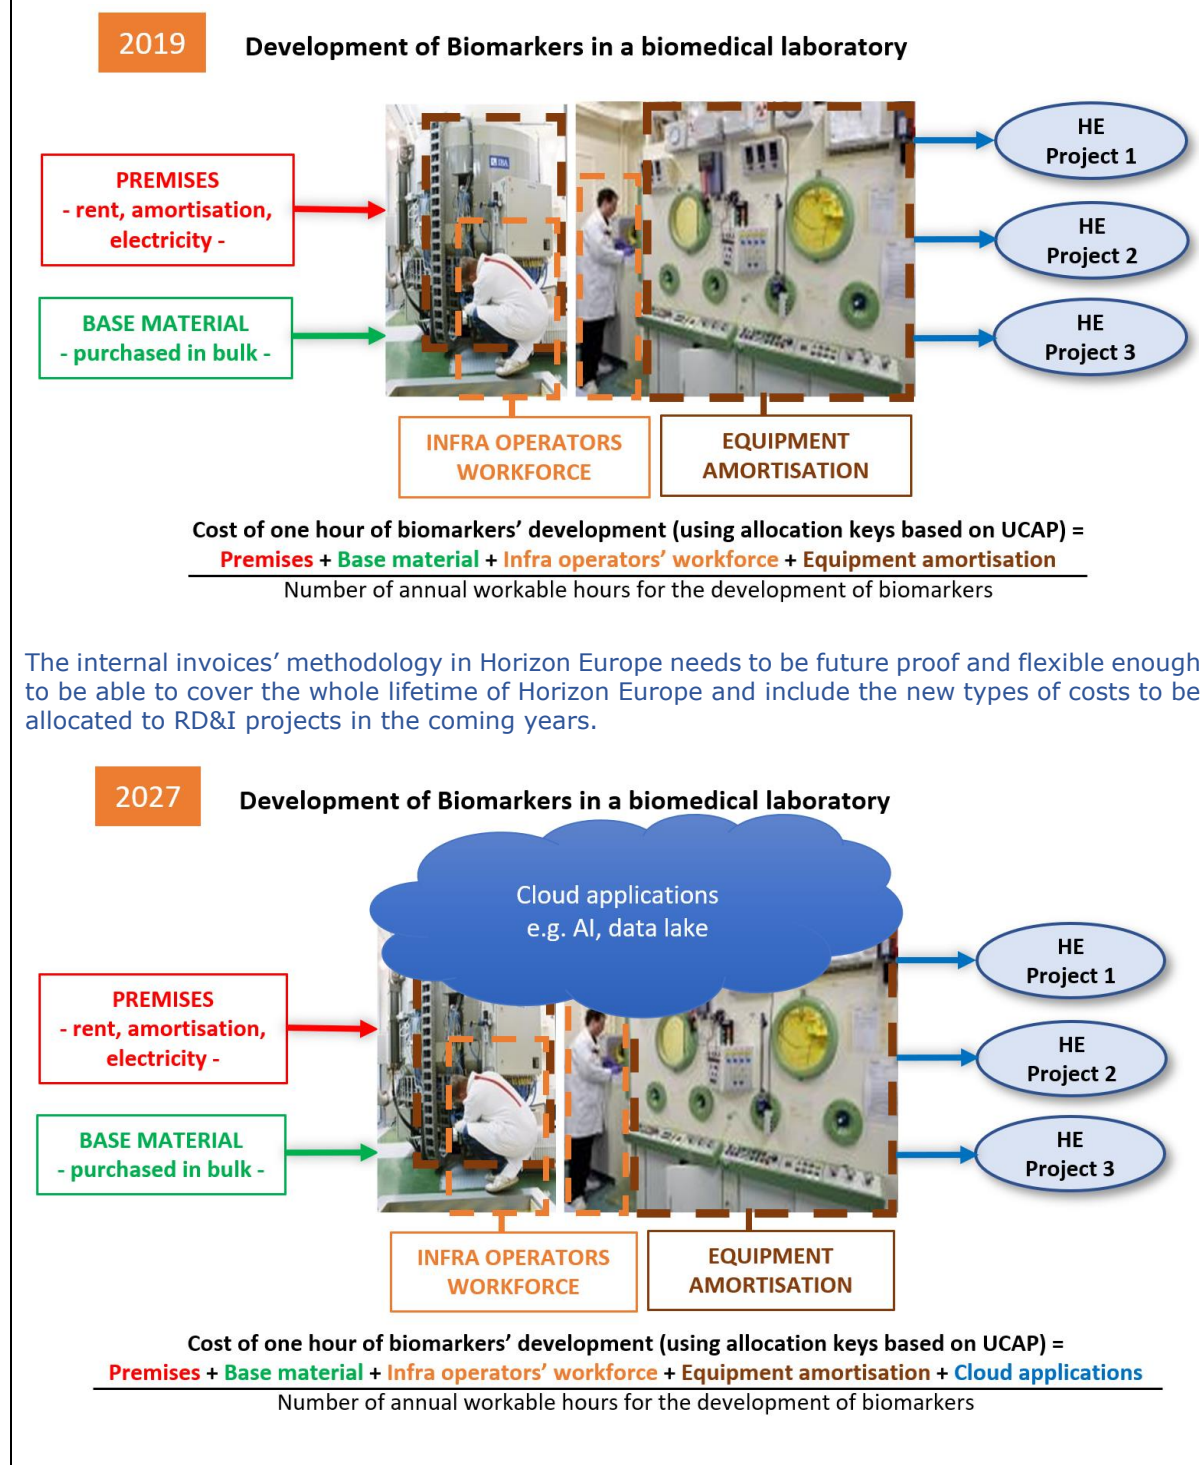 2019
Development of Biomarkers in a biomedical laboratory
PREMISES
- rent, amortisation,
electricity -
BASE MATERIAL
- purchased in bulk -
HE
Project 1
HE
Project 2
HE
Project 3
INFRA OPERATORS
WORKFORCE
EQUIPMENT
AMORTISATION
Cost of one hour of biomarkers’ development (using allocation keys based on UCAP) =
Premises + Base material + Infra operators’ workforce + Equipment amortisation
Number of annual workable hours for the development of biomarkers
The internal invoices’ methodology in Horizon Europe needs to be future proof and flexible enough
to be able to cover the whole lifetime of Horizon Europe and include the new types of costs to be
allocated to RD&I projects in the coming years.
2027
Development of Biomarkers in a biomedical laboratory
Cloud applications
e.g. AI, data lake
PREMISES
- rent, amortisation,
electricity -
BASE MATERIAL
- purchased in bulk -
HE
Project 1
HE
Project 2
HE
Project 3
INFRA OPERATORS
WORKFORCE
EQUIPMENT
AMORTISATION
Cost of one hour of biomarkers’ development (using allocation keys based on UCAP) =
Premises + Base material + Infra operators’ workforce + Equipment amortisation + Cloud applications
Number of annual workable hours for the development of biomarkers